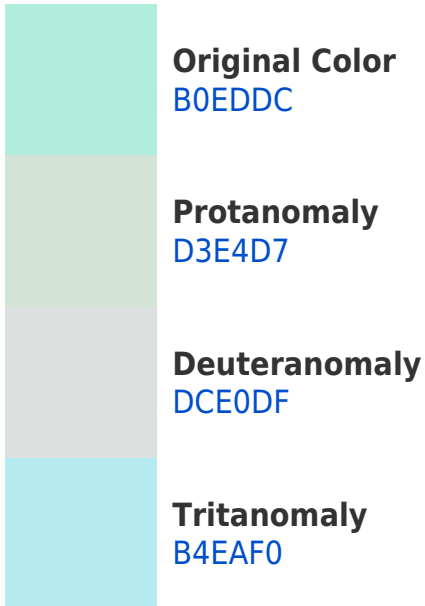 Original Color
B0EDDC
Protanomaly
D3E4D7
Deuteranomaly
DCE0DF
Tritanomaly
B4EAF0